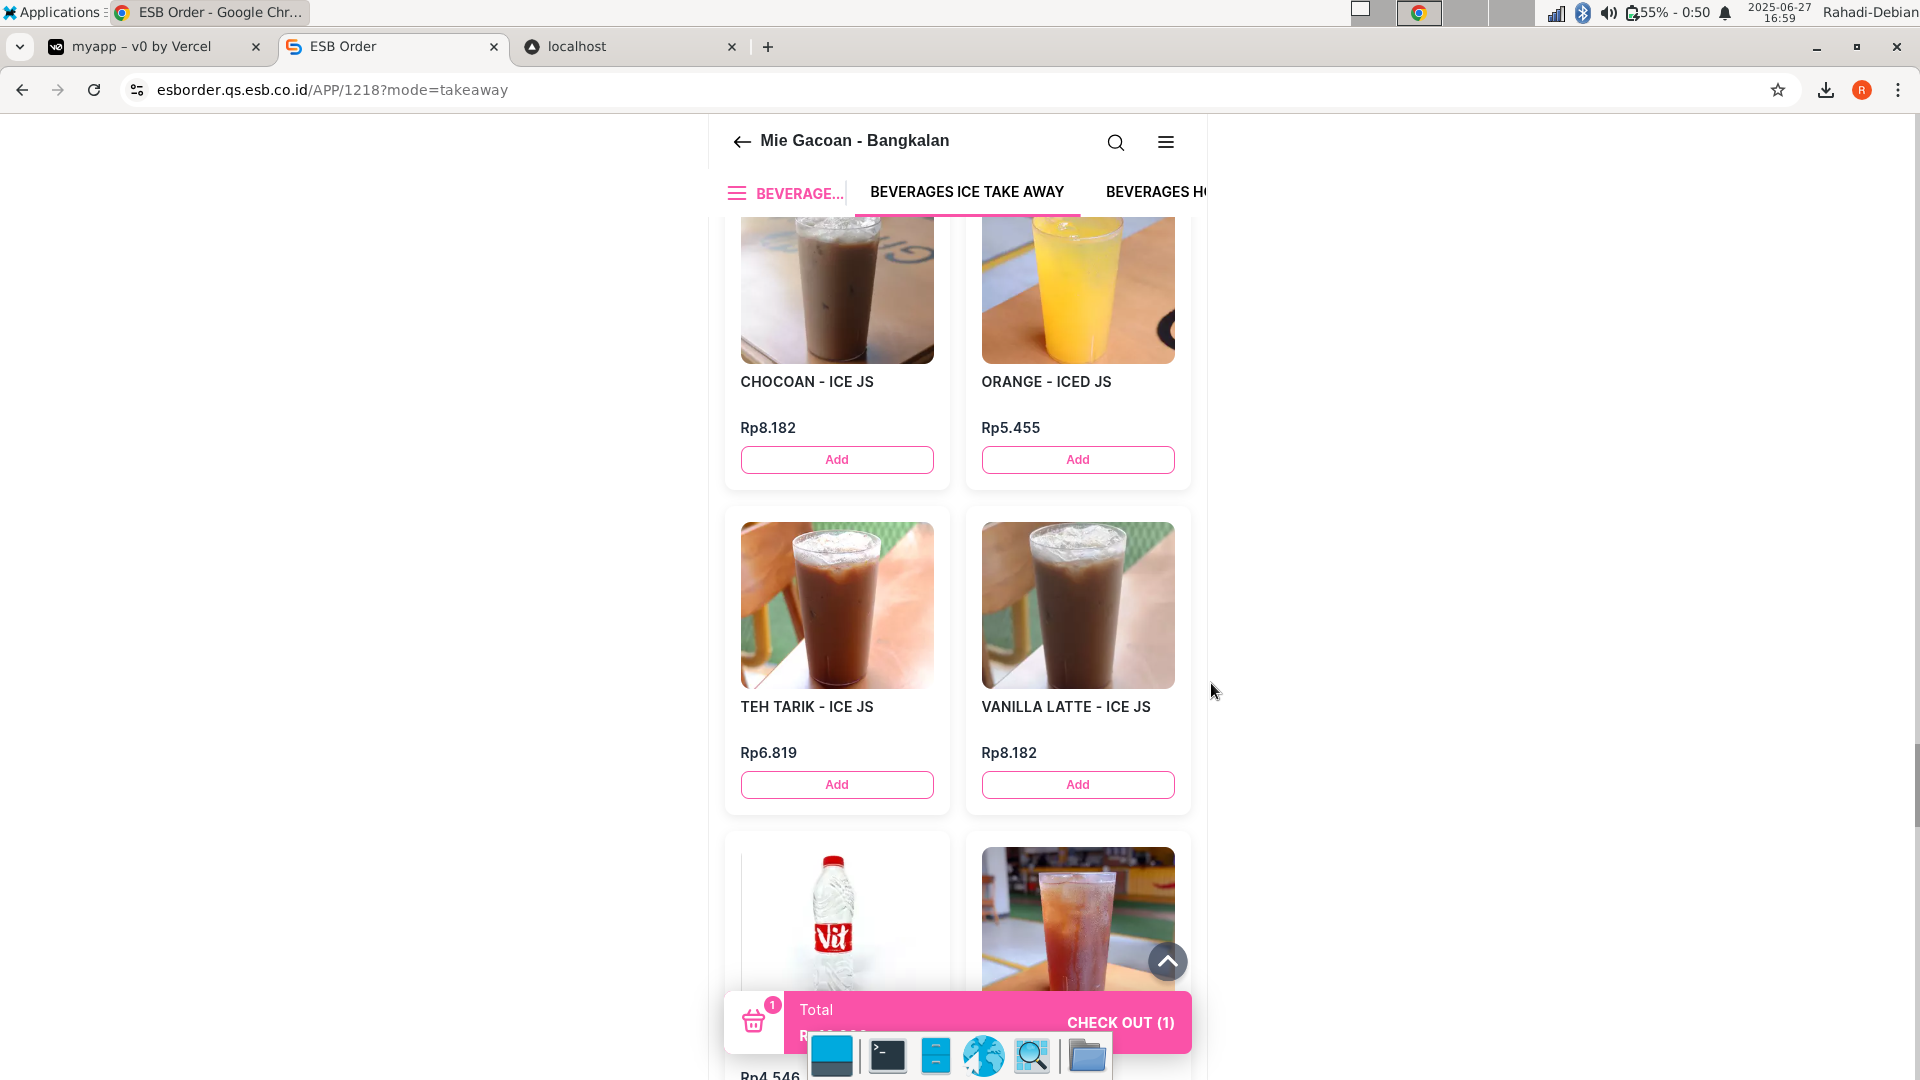 Applications
ESB Order - Google Chr...
55% - 0:50
2025-06-27
16:59
Rahadi-Debian
myapp – v0 by Vercel
ESB Order
localhost
esborder.qs.esb.co.id/APP/1218?mode=takeaway
R
Mie Gacoan - Bangkalan
BEVERAGE...
BEVERAGES ICE TAKE AWAY
BEVERAGES
CHOCOAN - ICE JS
ORANGE - ICED JS
Rp8.182
Rp5.455
Add
Add
TEH TARIK - ICE JS
VANILLA LATTE - ICE JS
Rp6.819
Rp8.182
Add
Add
Vit
1
Total
CHECK OUT (1)
Rp4.546